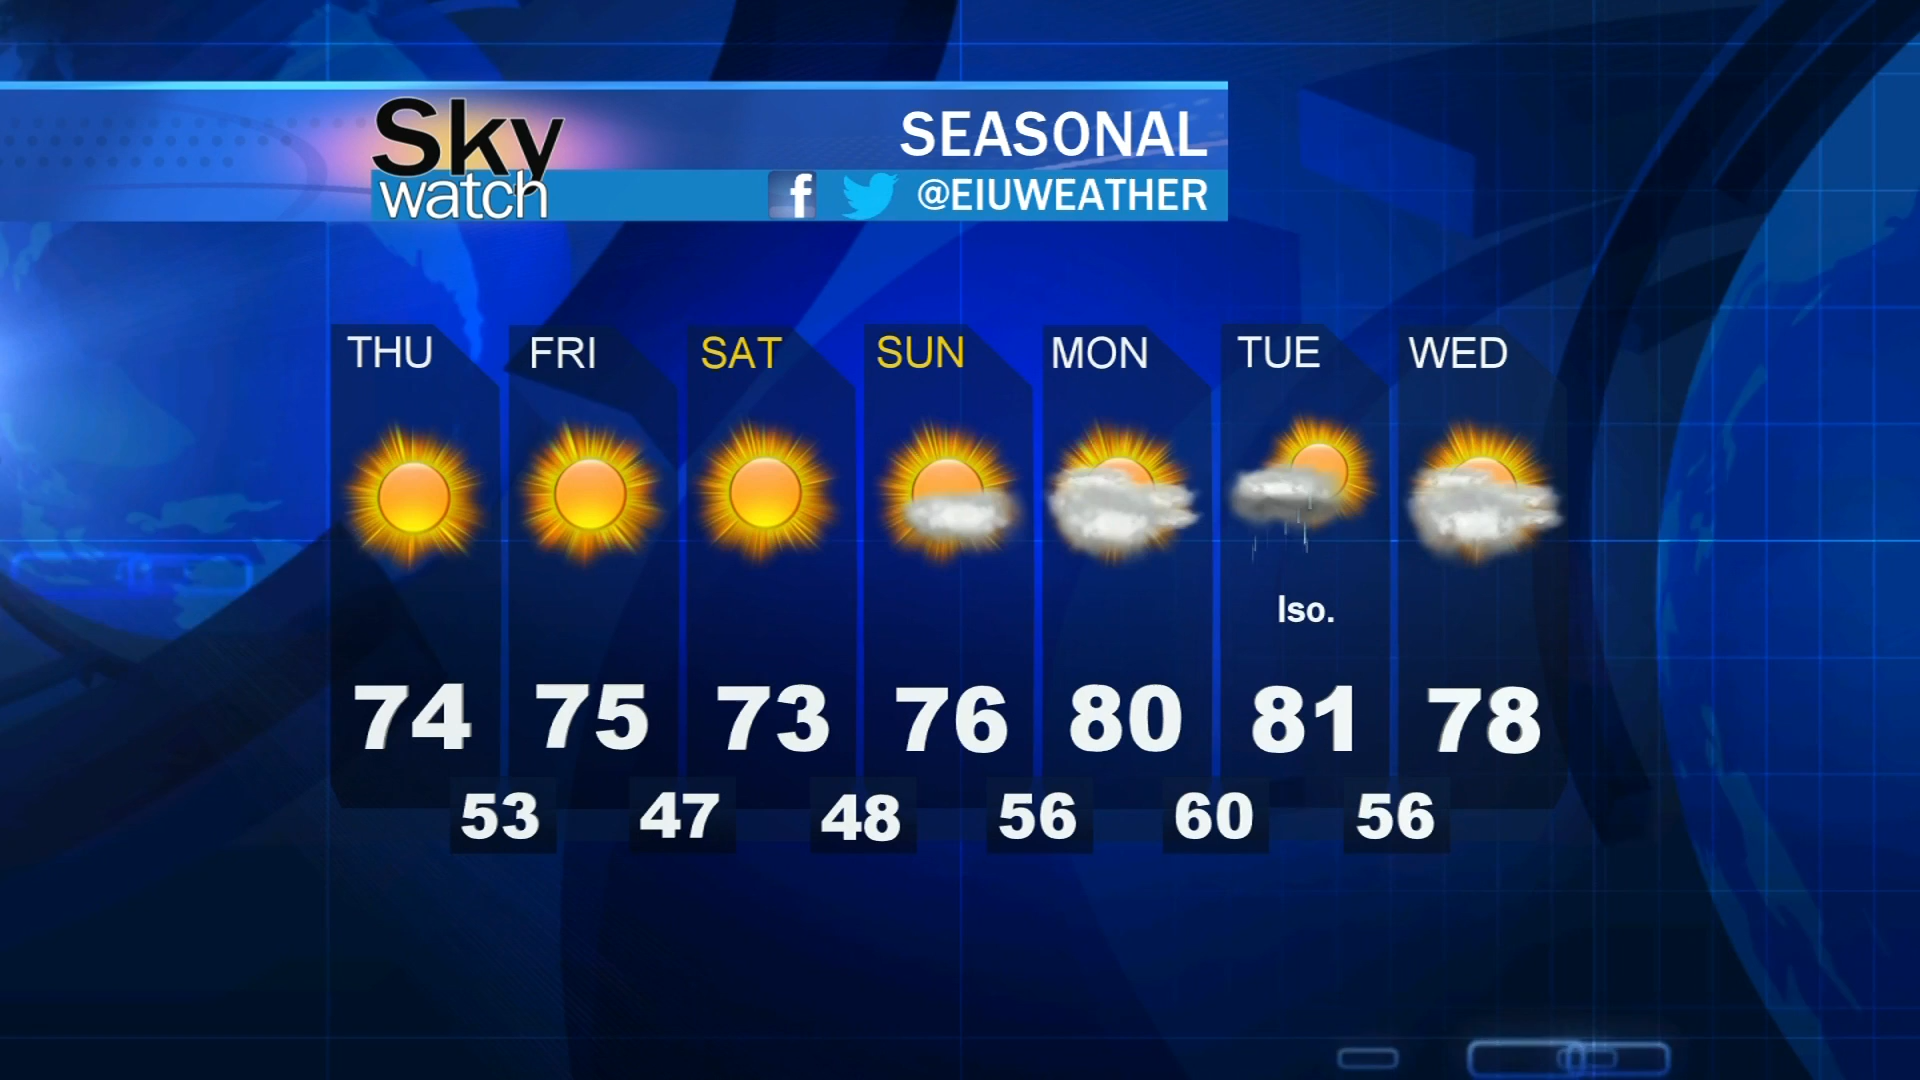 Sky
watch
SEASONAL
f @EIUWEATHER
THU FRI SAT SUN MON TUE WED
Iso.
74 75 73 76 80 81 78
53 47 48 56 60 56